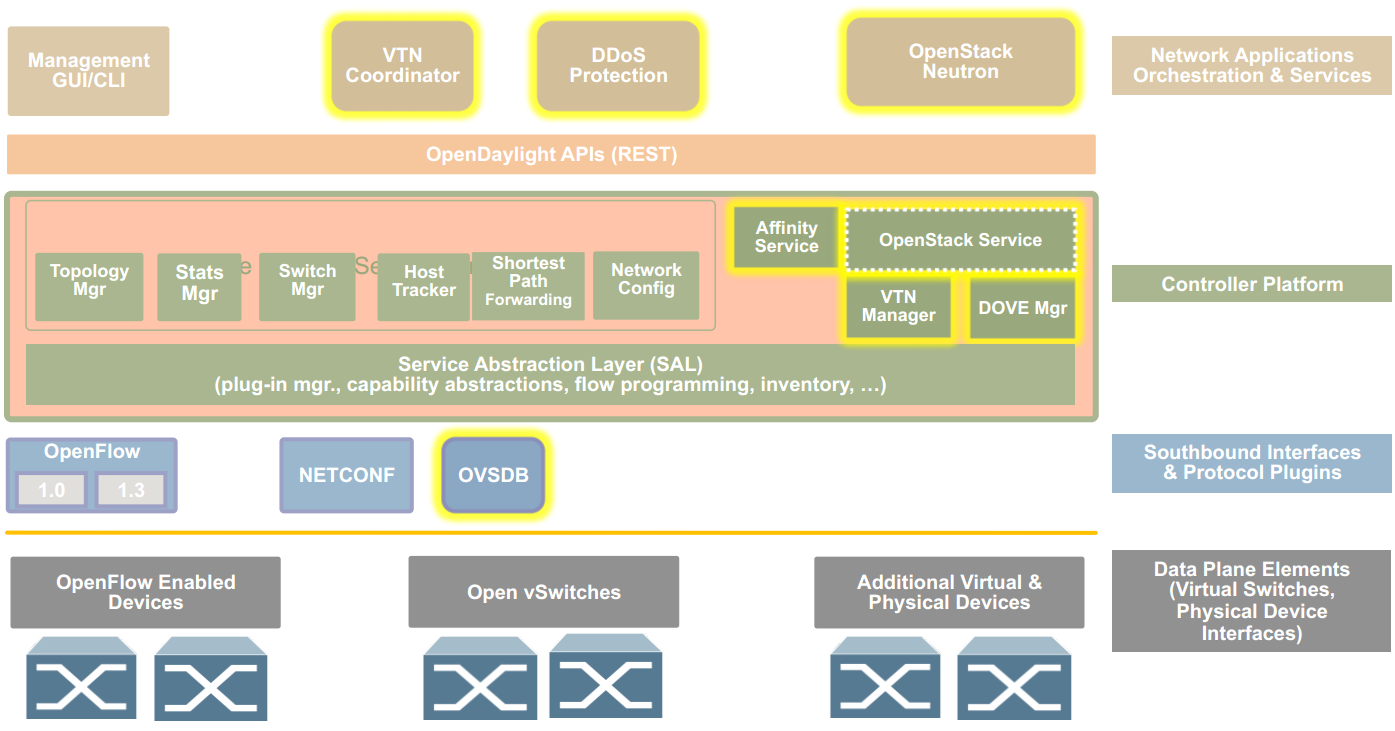 Management
GUI/CLI
VTN
Coordinator
DDoS
Protection
OpenStack
Neutron
Network Applications
Orchestration & Services
OpenDaylight APIs (REST)
Affinity
Service
OpenStack Service
Topology
Mgr
Stats
Mgr
Switch
Mgr
Host
Tracker
Shortest
Path
Forwarding
Network
Config
VTN
Manager
DOVE Mgr
Controller Platform
Service Abstraction Layer (SAL)
(plug-in mgr., capability abstractions, flow programming, inventory, …)
OpenFlow
1.0
1.3
NETCONF
OVSDB
Southbound Interfaces
& Protocol Plugins
OpenFlow Enabled
Devices
Open vSwitches
Additional Virtual &
Physical Devices
Data Plane Elements
(Virtual Switches,
Physical Device
Interfaces)